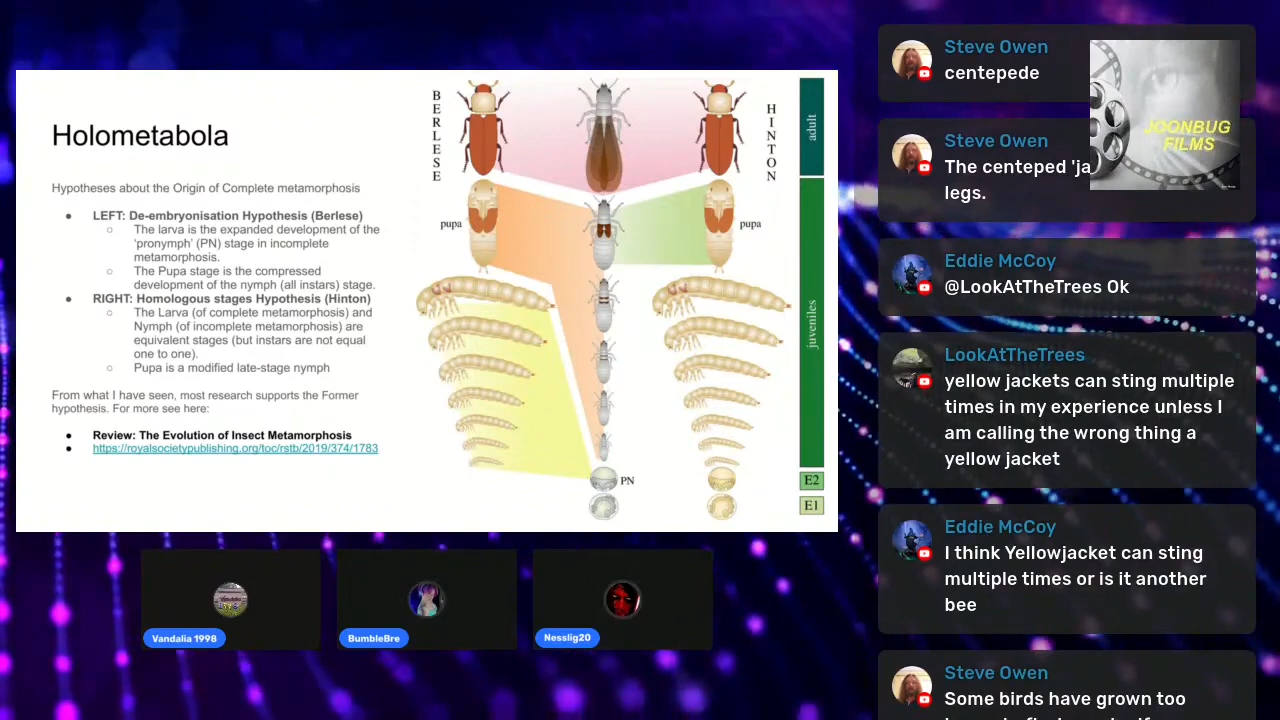 Holometabola
Hypotheses about the Origin of Complete metamorphosis
● LEFT: De-embryonisation Hypothesis (Berlese)
○ The larva is the expanded development of the
'pronymph' (PN) stage in incomplete
metamorphosis.
○ The Pupa stage is the compressed
development of the nymph (all instars) stage.
● RIGHT: Homologous stages Hypothesis (Hinton)
○ The Larva (of complete metamorphosis) and
Nymph (of incomplete metamorphosis) are
equivalent stages (but instars are not equal
one to one).
○ Pupa is a modified late-stage nymph
From what I have seen, most research supports the Former
hypothesis. For more see here:
● Review: The Evolution of Insect Metamorphosis
● https://royalsocietypublishing.org/toc/rstb/2019/374/1783
BERLESE
HINTON
adult
pupa
pupa
juveniles
PN
E2
E1
Vandalia 1998
BumbleBre
Nesslig20
Steve Owen
centepede
JOONBUG
FILMS
Steve Owen
The centeped 'ja
legs.
Eddie McCoy
@LookAtTheTrees Ok
LookAtTheTrees
yellow jackets can sting multiple
times in my experience unless I
am calling the wrong thing a
yellow jacket
Eddie McCoy
I think Yellowjacket can sting
multiple times or is it another
bee
Steve Owen
Some birds have grown too